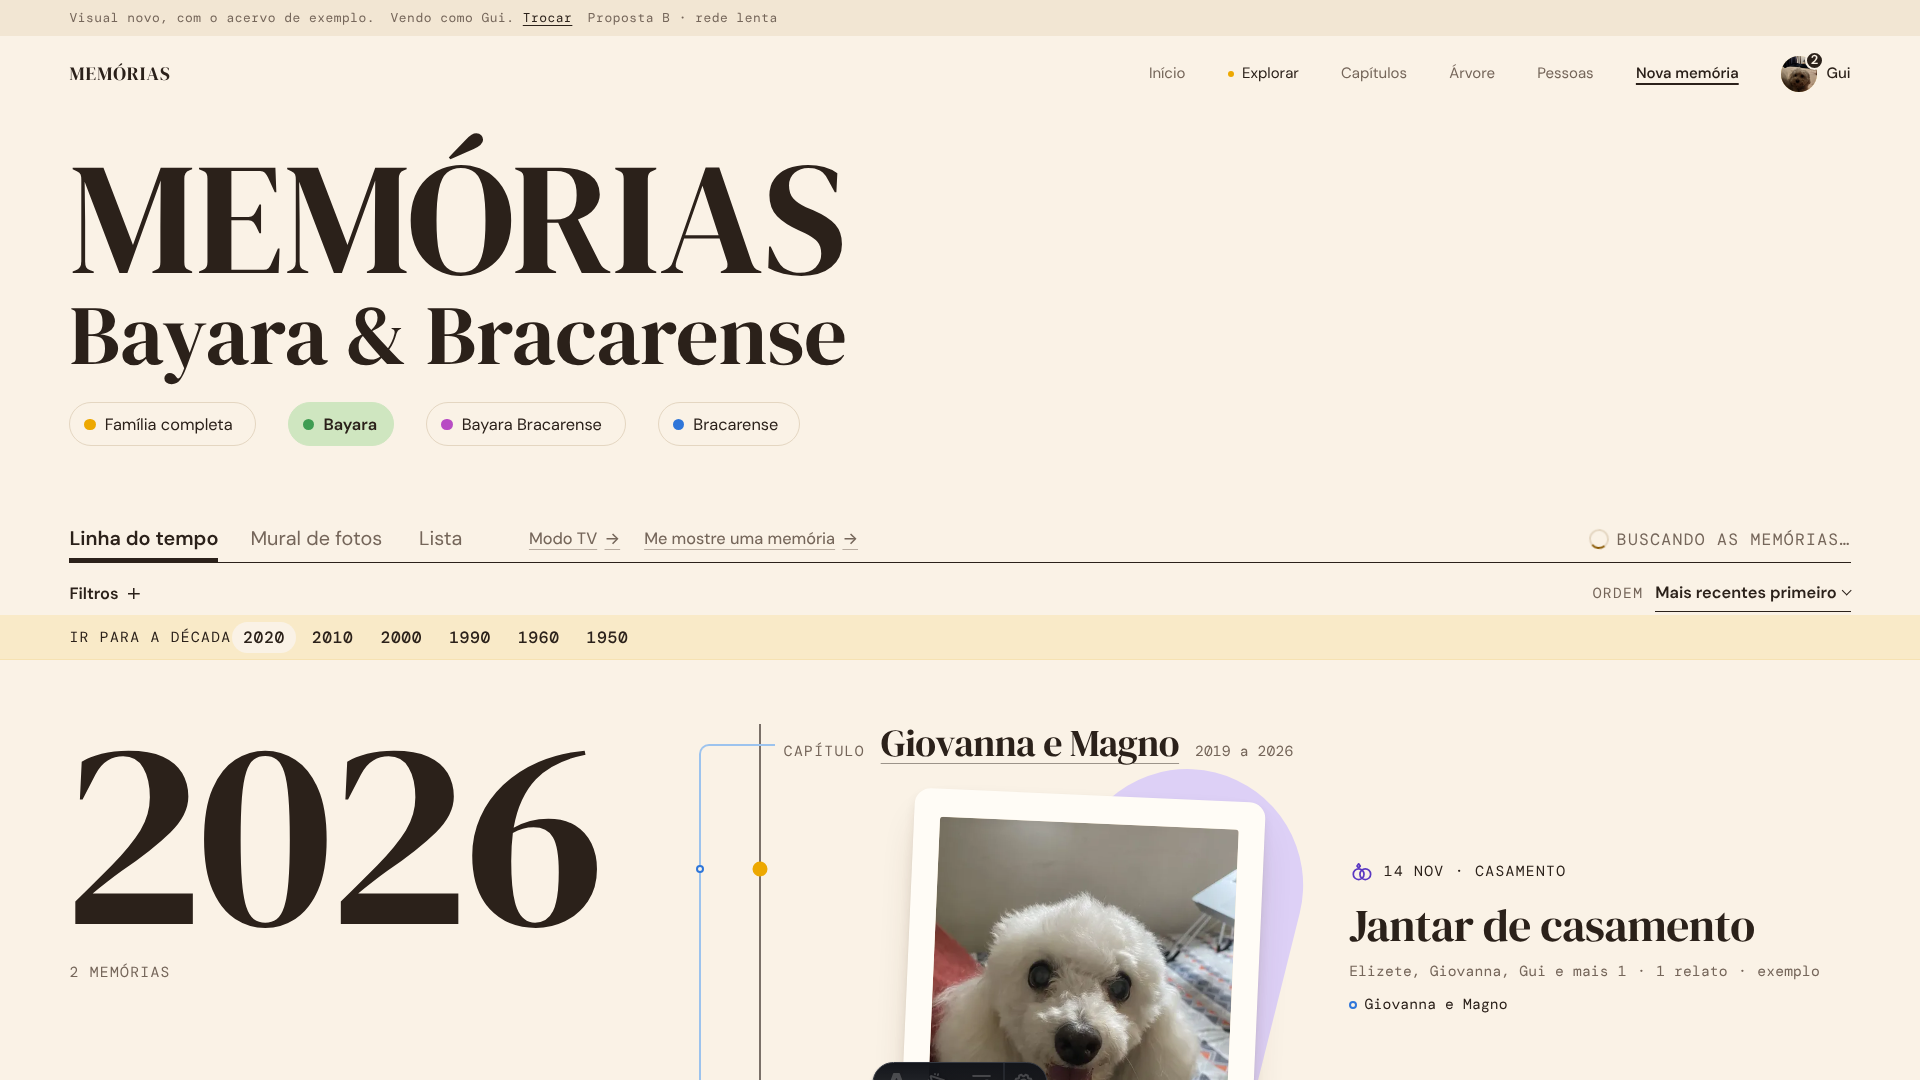 Visual novo, com o acervo de exemplo. Vendo como Gui. Trocar Proposta B · rede lenta
MEMÓRIAS
Início Explorar Capítulos Árvore Pessoas Nova memória 2 Gui
MEMÓRIAS
Bayara & Bracarense
Família completa Bayara Bayara Bracarense Bracarense
Linha do tempo Mural de fotos Lista Modo TV → Me mostre uma memória → BUSCANDO AS MEMÓRIAS…
Filtros + ORDEM Mais recentes primeiro
IR PARA A DÉCADA 2020 2010 2000 1990 1960 1950
CAPÍTULO Giovanna e Magno 2019 a 2026
2026
2 MEMÓRIAS
14 NOV · CASAMENTO
Jantar de casamento
Elizete, Giovanna, Gui e mais 1 · 1 relato · exemplo
Giovanna e Magno